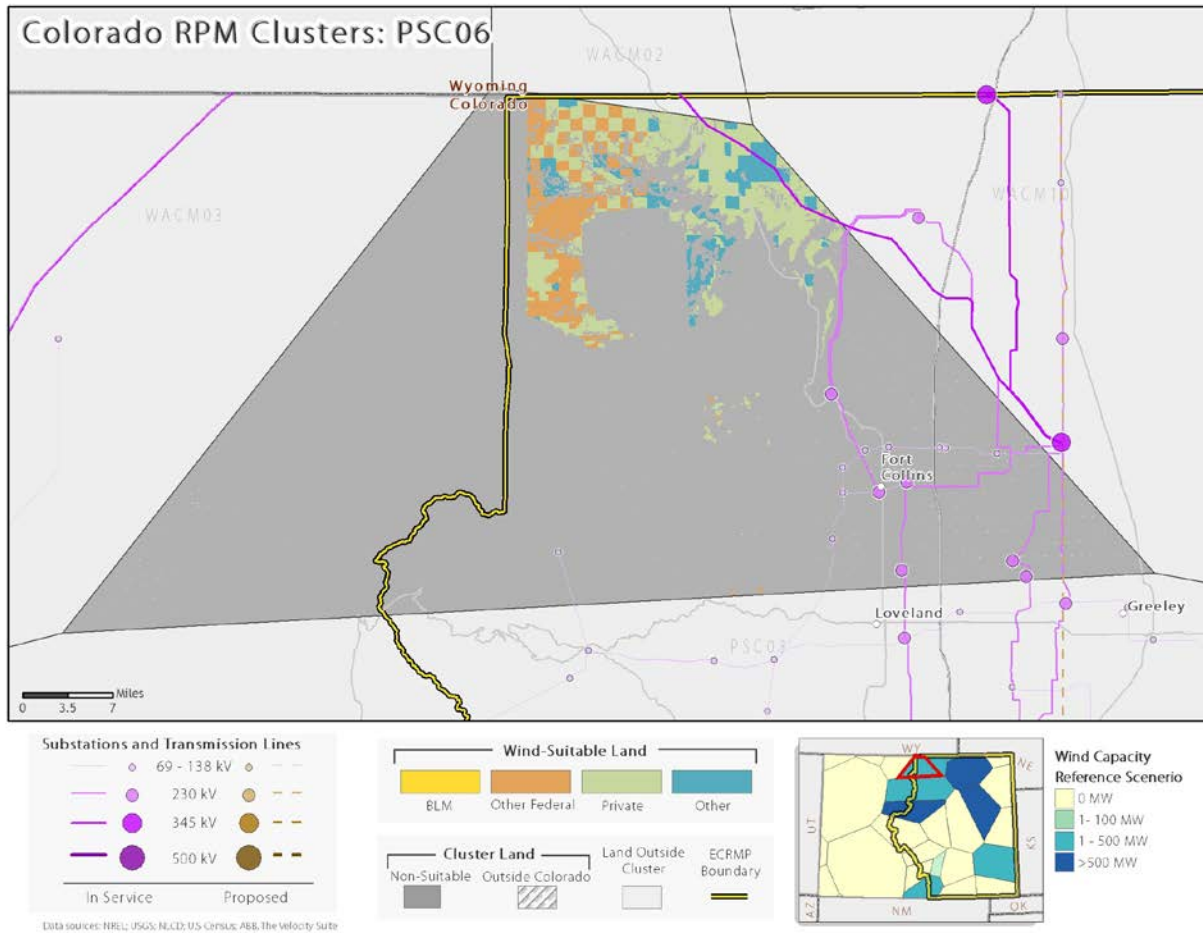 Colorado RPM Clusters: PSC06
WACM02
Wyoming
Colorado
WACM03
WACM10
Fort
Collins
Loveland
Greeley
PSC03
Miles
0 3.5 7
Substations and Transmission Lines
69 - 138 kV
230 kV
345 kV
500 kV
In Service Proposed
Data sources: NREL; USGS; NLCD; U.S Census; ABB, The Velocity Suite
Wind-Suitable Land
BLM Other Federal Private Other
Cluster Land
Non-Suitable Outside Colorado
Land Outside
Cluster
ECRMP
Boundary
WY
NE
UT
KS
AZ
NM
OK
Wind Capacity
Reference Scenerio
0 MW
1- 100 MW
1 - 500 MW
>500 MW